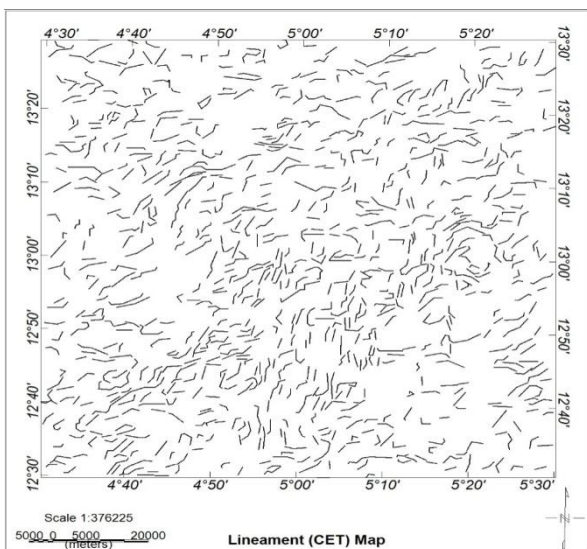 4°30' 4°40' 4°50' 5°00' 5°10' 5°20'
13°30'
13°20' 13°20'
13°10' 13°10'
13°00' 13°00'
12°50' 12°50'
12°40' 12°40'
12°30'
4°40' 4°50' 5°00' 5°10' 5°20' 5°30'
Scale 1:376225
5000 0 5000 20000
(meters)
Lineament (CET) Map
N